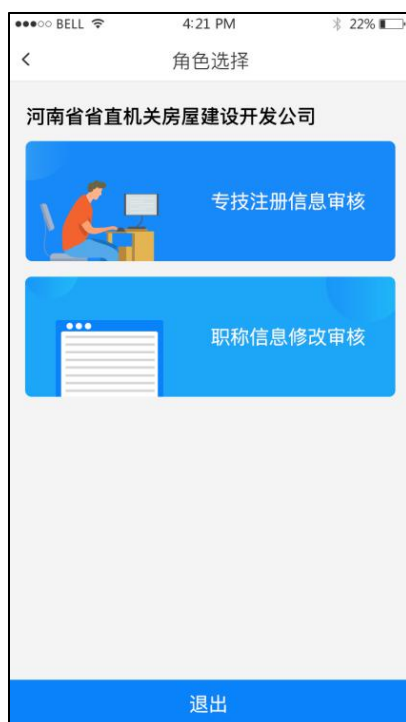 BELL 4:21 PM 22%
角色选择
河南省省直机关房屋建设开发公司
专技注册信息审核
职称信息修改审核
退出